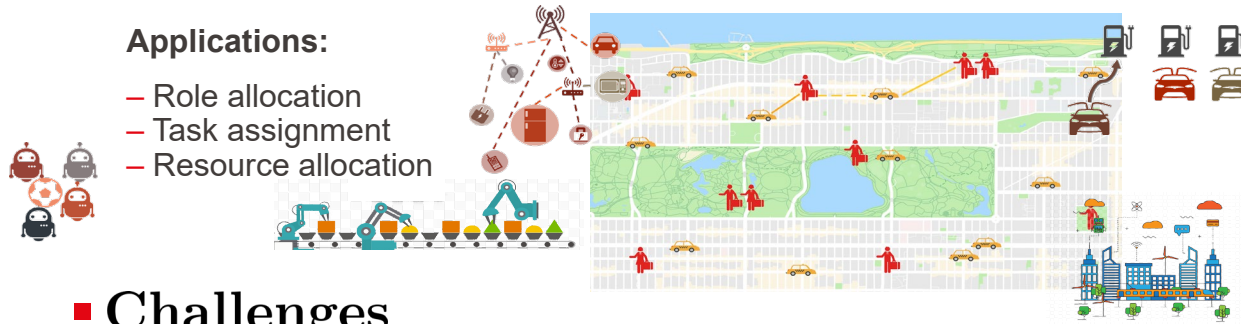 Applications:
– Role allocation
– Task assignment
– Resource allocation
Challenges